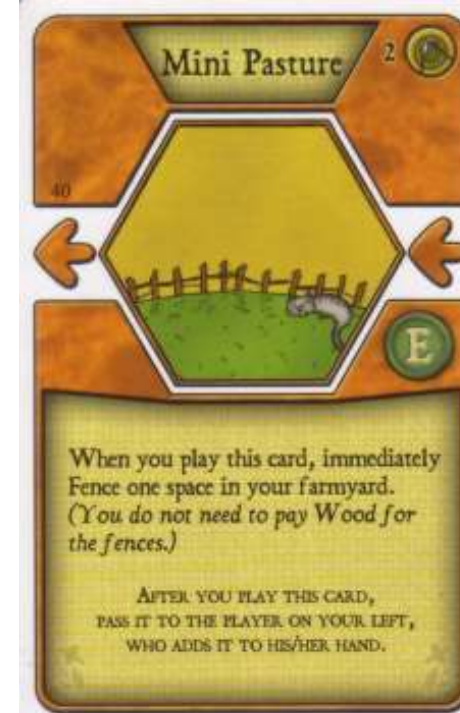 Mini Pasture
2
40
E
When you play this card, immediately
Fence one space in your farmyard.
(You do not need to pay Wood for
the fences.)
AFTER YOU PLAY THIS CARD,
PASS IT TO THE PLAYER ON YOUR LEFT,
WHO ADDS IT TO HIS/HER HAND.